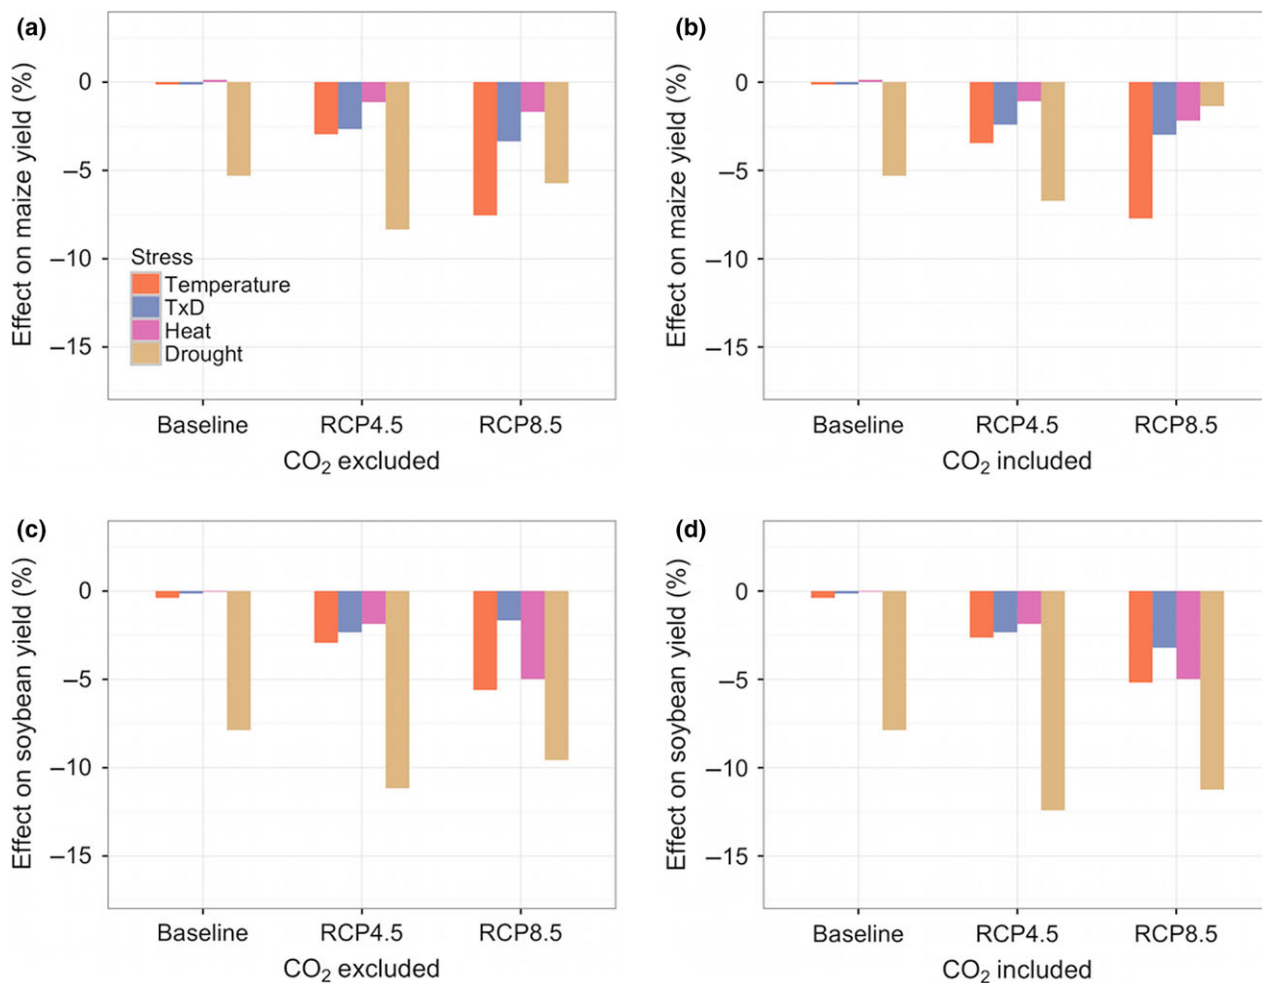 (a)
Effect on maize yield (%)
0
–5
–10
–15
Stress
Temperature
TxD
Heat
Drought
Baseline RCP4.5 RCP8.5
CO₂ excluded
(b)
Effect on maize yield (%)
0
–5
–10
–15
Baseline RCP4.5 RCP8.5
CO₂ included
(c)
Effect on soybean yield (%)
0
–5
–10
–15
Baseline RCP4.5 RCP8.5
CO₂ excluded
(d)
Effect on soybean yield (%)
0
–5
–10
–15
Baseline RCP4.5 RCP8.5
CO₂ included